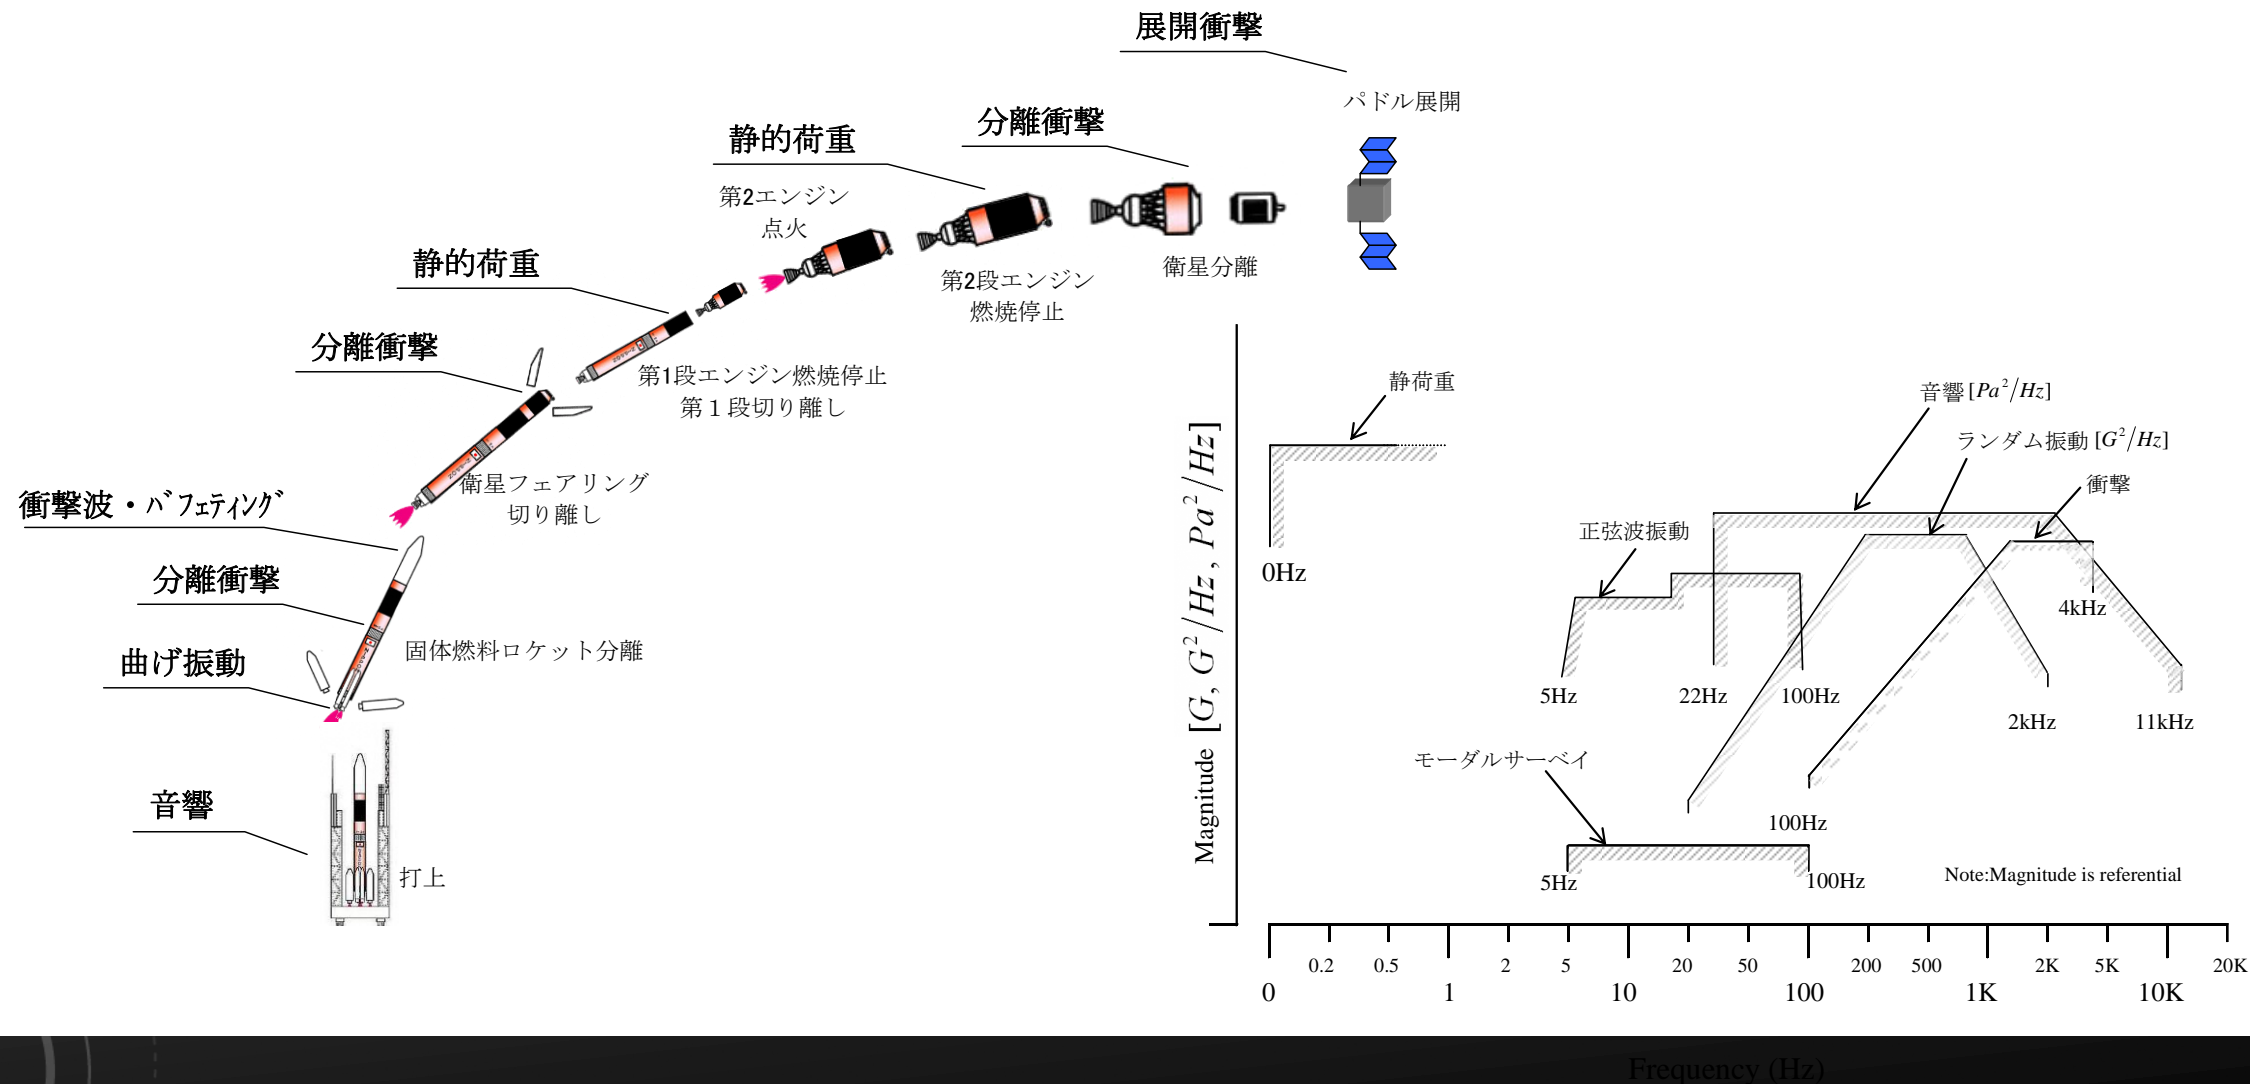 展開衝撃
パドル展開
分離衝撃
静的荷重
第2エンジン
点火
第2段エンジン
燃焼停止
衛星分離
静的荷重
分離衝撃
第1段エンジン燃焼停止
第１段切り離し
衛星フェアリング
切り離し
衝撃波・ﾊﾞﾌｪﾃｨﾝｸﾞ
分離衝撃
固体燃料ロケット分離
曲げ振動
音響
打上
Magnitude [G, G²/Hz, Pa²/Hz]
静荷重
0Hz
音響 [Pa²/Hz]
ランダム振動 [G²/Hz]
衝撃
正弦波振動
4kHz
5Hz
22Hz
100Hz
2kHz
11kHz
モーダルサーベイ
100Hz
5Hz
100Hz
Note:Magnitude is referential
0.2 0.5 2 5 20 50 200 500 2K 5K 20K
0 1 10 100 1K 10K
Frequency (Hz)